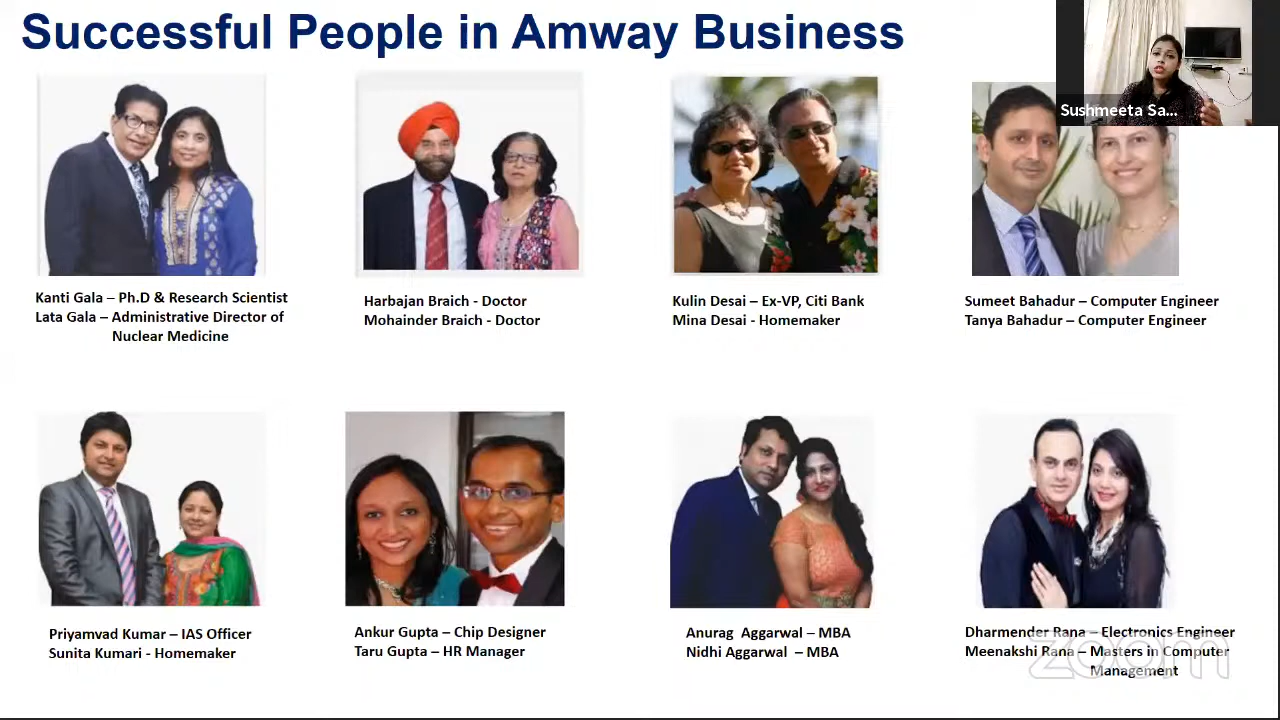 Successful People in Amway Business
Sushmeeta Sa...
Kanti Gala – Ph.D & Research Scientist
Lata Gala – Administrative Director of
Nuclear Medicine
Harbajan Braich - Doctor
Mohainder Braich - Doctor
Kulin Desai – Ex-VP, Citi Bank
Mina Desai - Homemaker
Sumeet Bahadur – Computer Engineer
Tanya Bahadur – Computer Engineer
Priyamvad Kumar – IAS Officer
Sunita Kumari - Homemaker
Ankur Gupta – Chip Designer
Taru Gupta – HR Manager
Anurag  Aggarwal – MBA
Nidhi Aggarwal  – MBA
Dharmender Rana – Electronics Engineer
Meenakshi Rana – Masters in Computer
Management
zoom